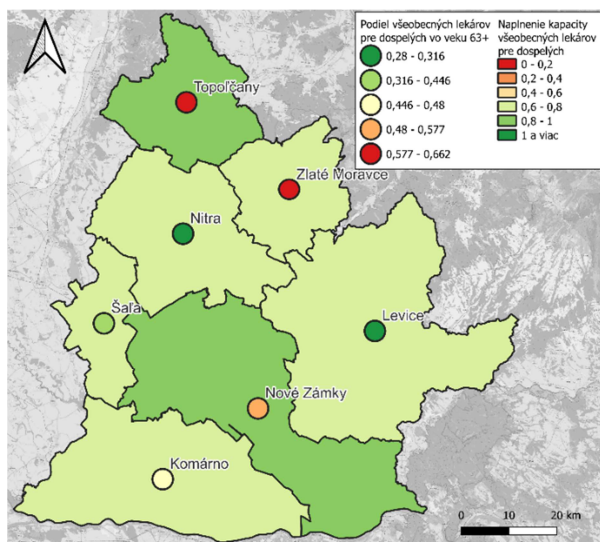 Podiel všeobecných lekárov
pre dospelých vo veku 63+
0,28 - 0,316
0,316 - 0,446
0,446 - 0,48
0,48 - 0,577
0,577 - 0,662
Naplnenie kapacity
všeobecných lekárov
pre dospelých
0 - 0,2
0,2 - 0,4
0,4 - 0,6
0,6 - 0,8
0,8 - 1
1 a viac
Topoľčany
Zlaté Moravce
Nitra
Šaľa
Levice
Nové Zámky
Komárno
0 10 20 km